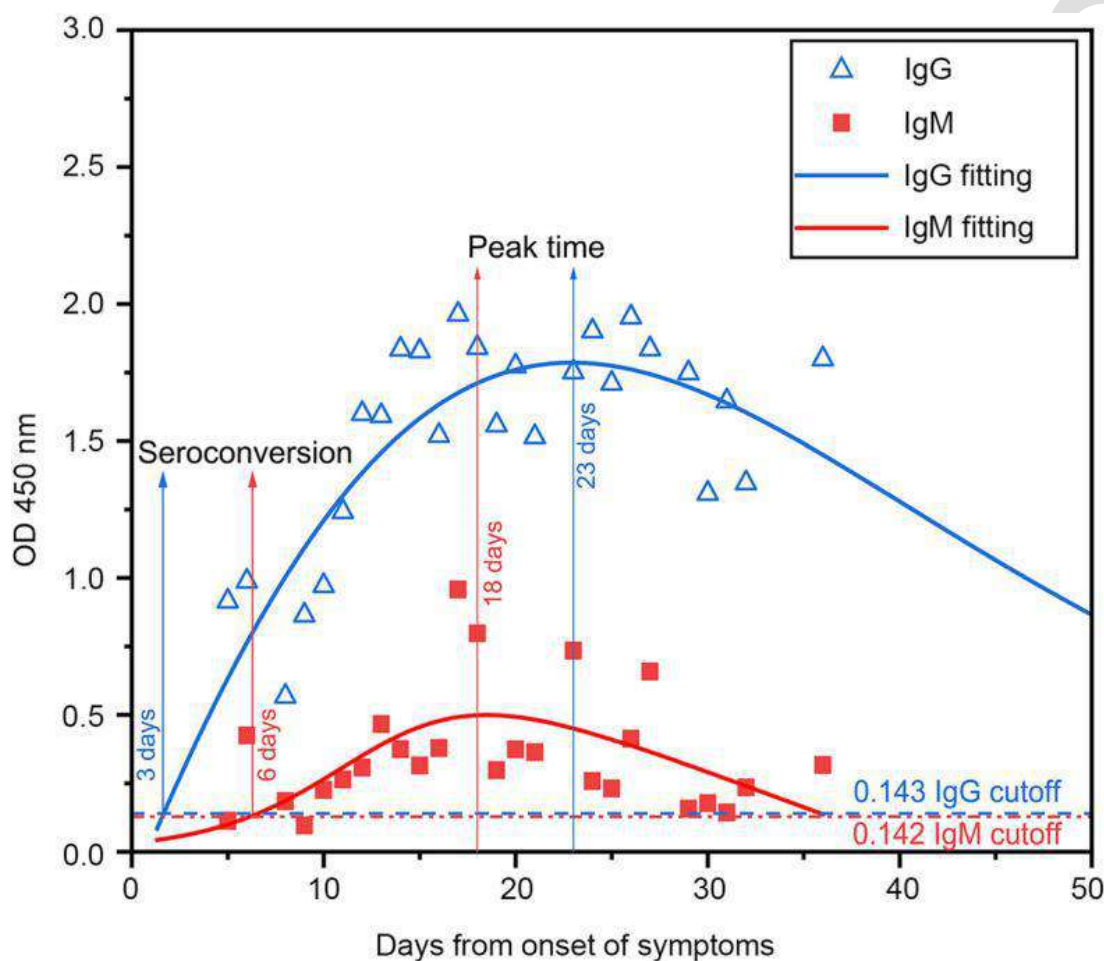 3.0
2.5
2.0
1.5
1.0
0.5
0.0
OD 450 nm
IgG
IgM
IgG fitting
IgM fitting
Peak time
Seroconversion
3 days
6 days
18 days
23 days
0.143 IgG cutoff
0.142 IgM cutoff
0 10 20 30 40 50
Days from onset of symptoms